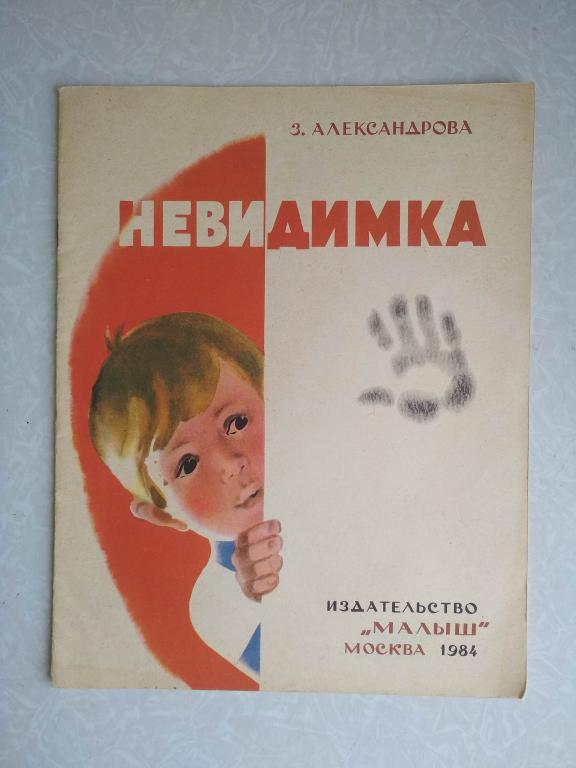 З. АЛЕКСАНДРОВА
НЕВИДИМКА
ИЗДАТЕЛЬСТВО
„МАЛЫШ"
МОСКВА 1984